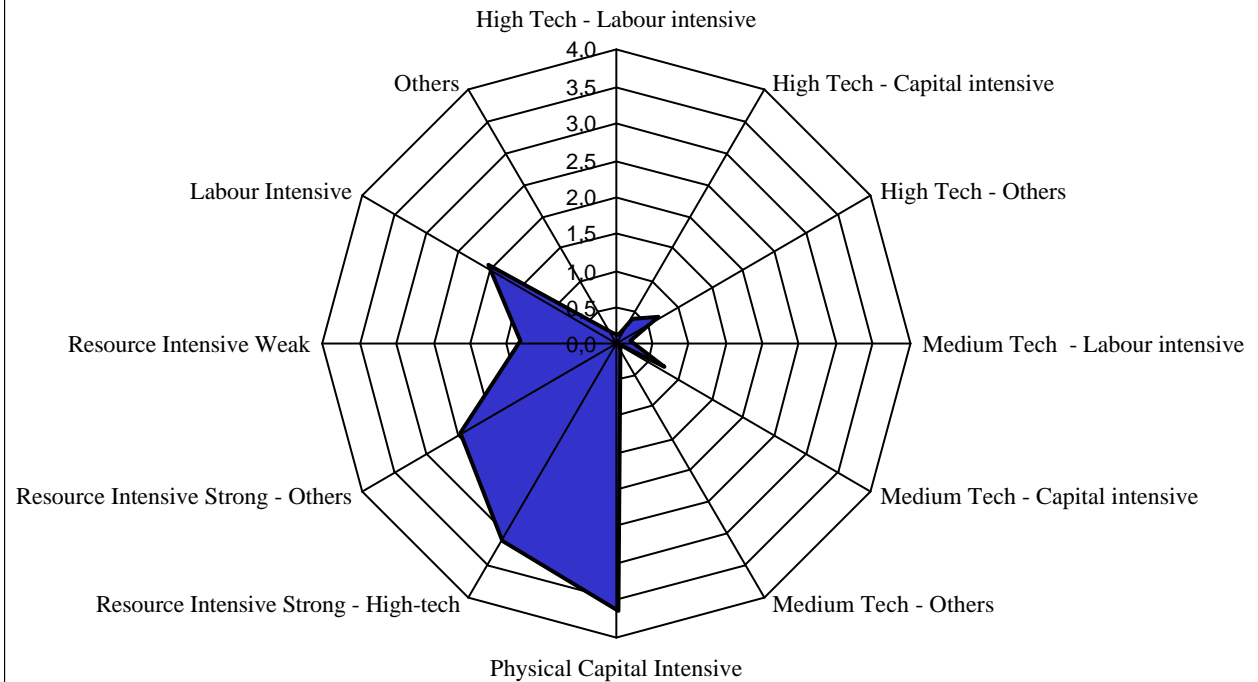 High Tech - Labour intensive
4,0
Others
High Tech - Capital intensive
3,5
3,0
2,5
Labour Intensive
High Tech - Others
2,0
1,5
1,0
0,5
Resource Intensive Weak
0,0
Medium Tech  - Labour intensive
Resource Intensive Strong - Others
Medium Tech - Capital intensive
Resource Intensive Strong - High-tech
Medium Tech - Others
Physical Capital Intensive